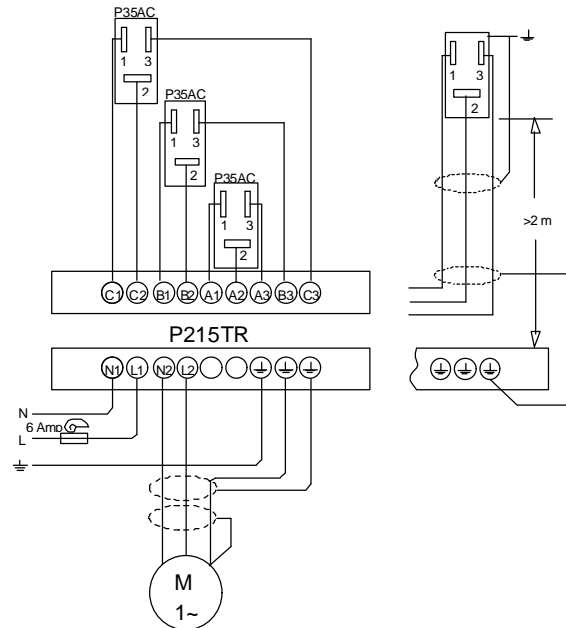 P35AC
1 3
2
P35AC
1 3
2
P35AC
1 3
2
C1 C2 B1 B2 A1 A2 A3 B3 C3
P215TR
N1 L1 N2 L2
N
6 Amp
L
M
1~
1 3
2
>2 m